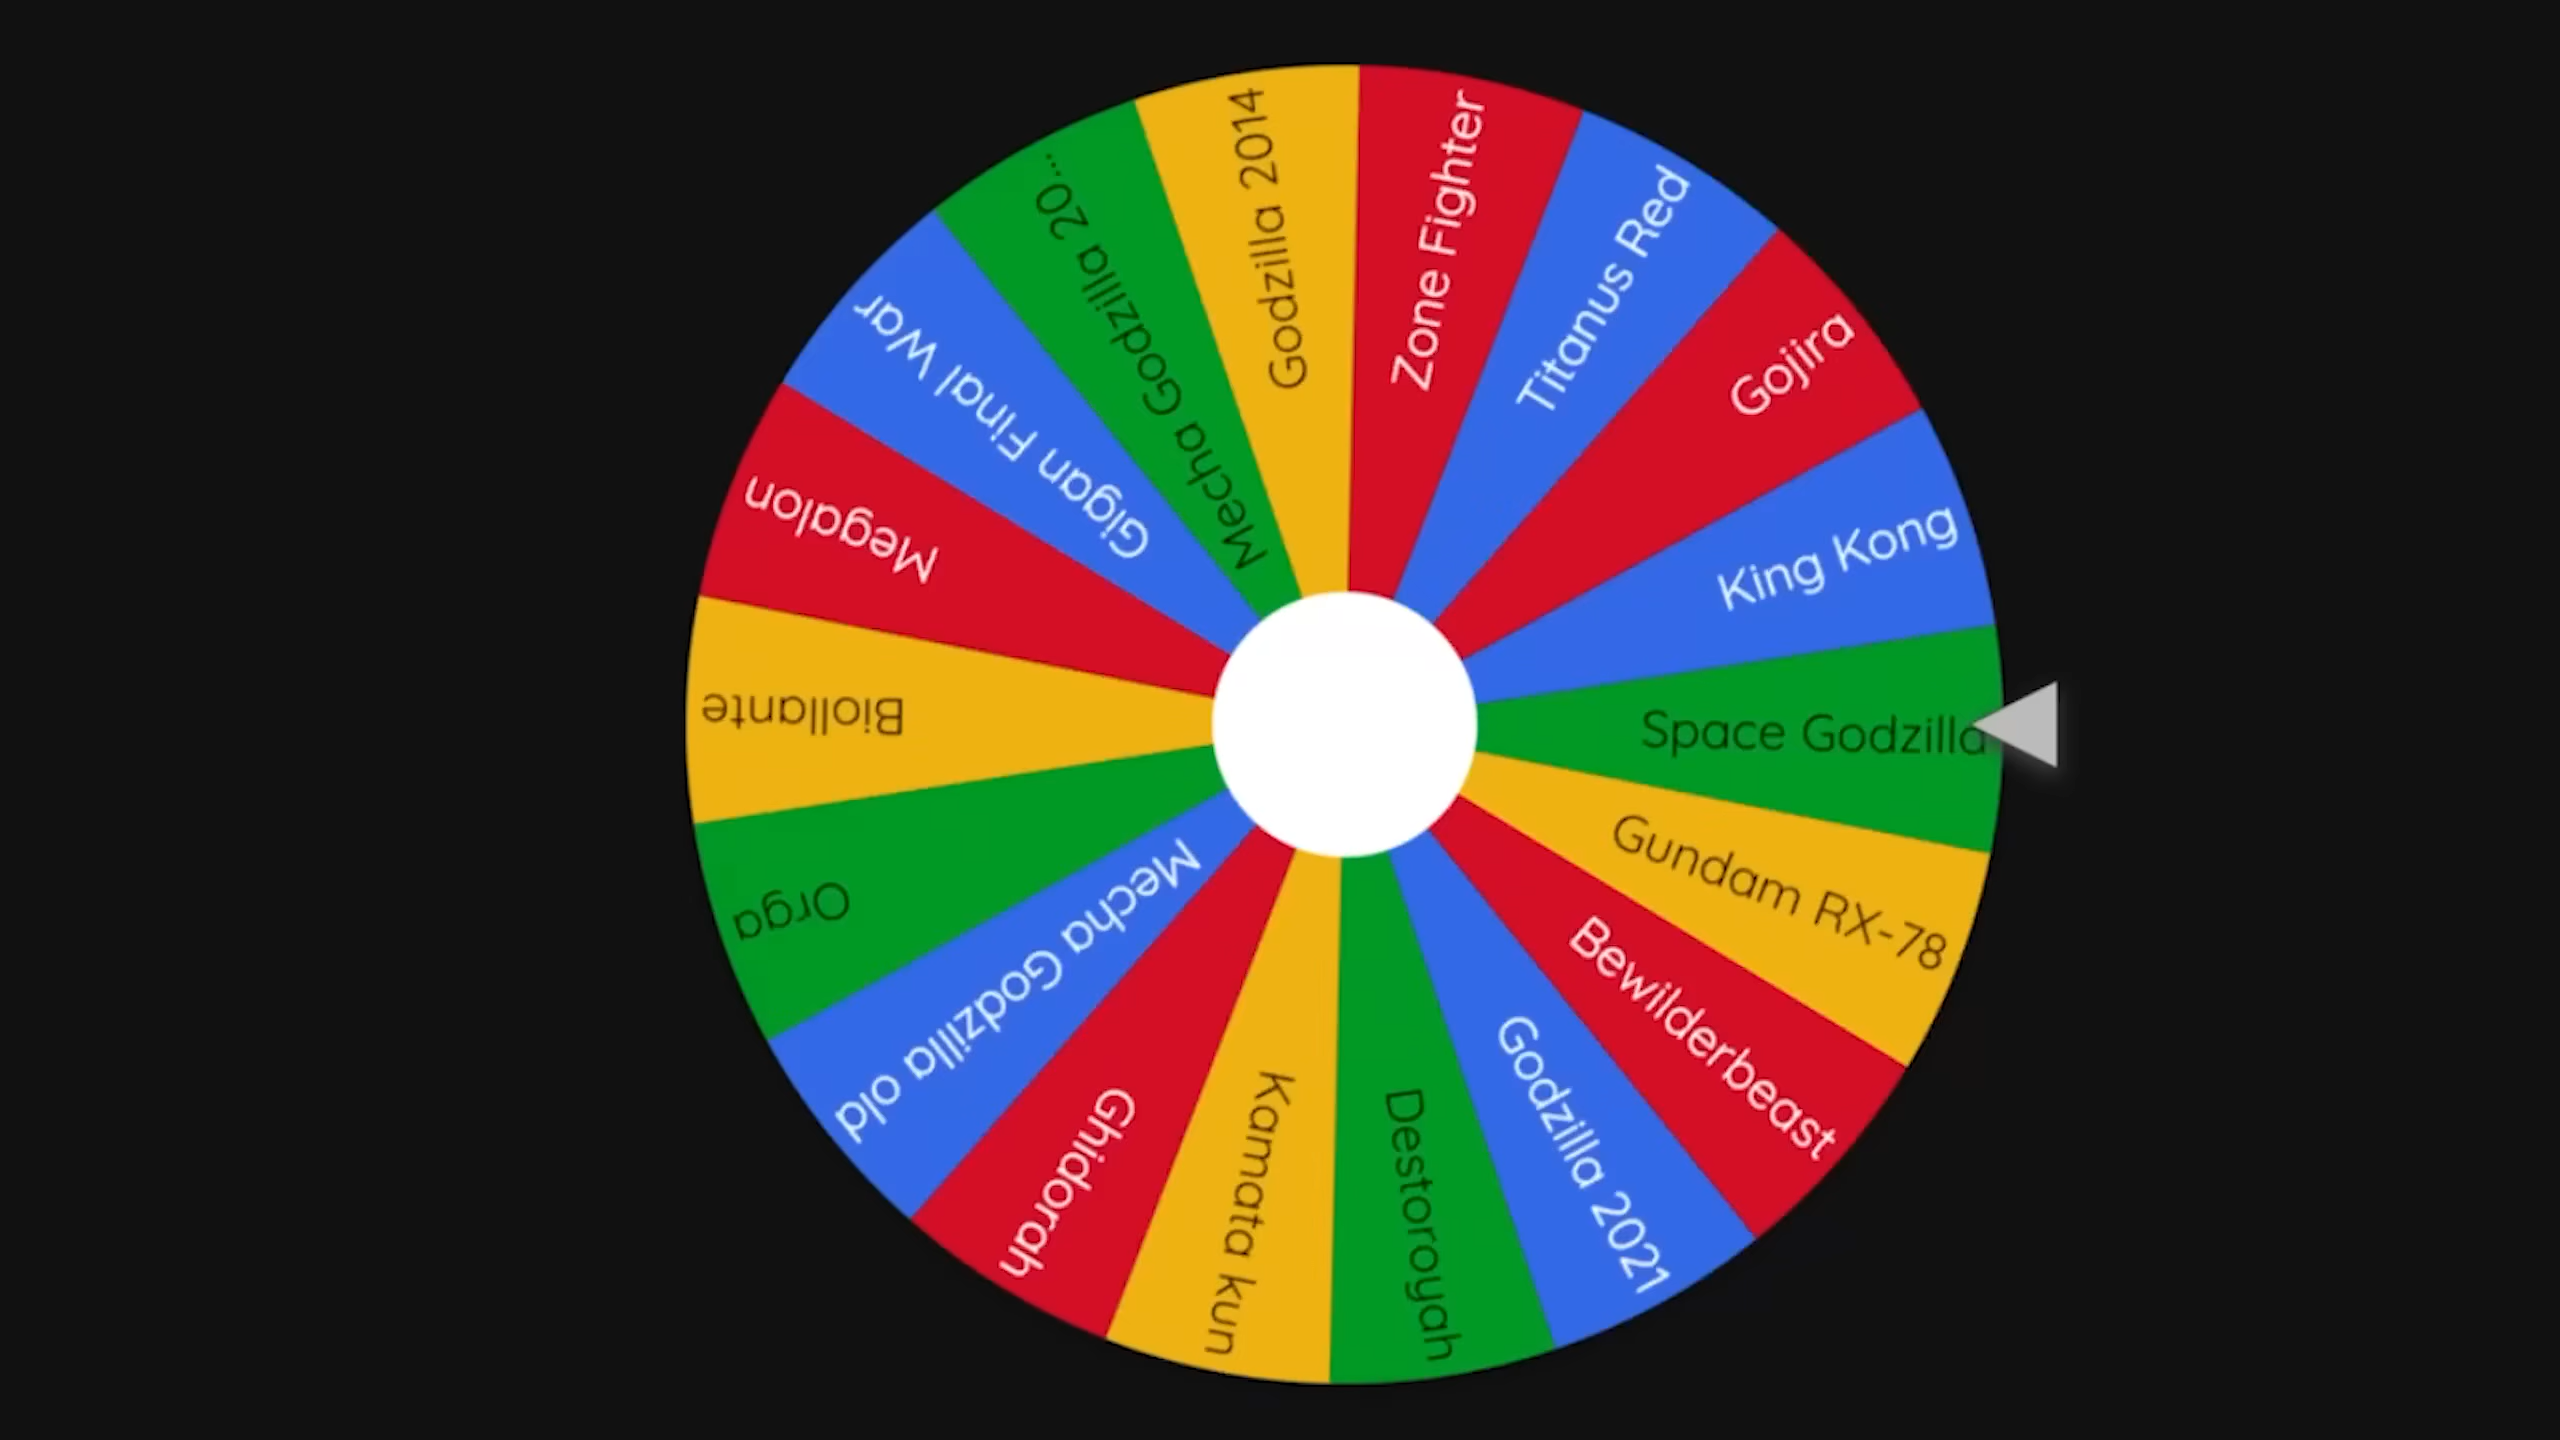 Zone Fighter
Titanus Red
Gojira
King Kong
Space Godzilla
Gundam RX-78
Bewilderbeast
Godzilla 2021
Destoroyah
Kamata kun
Ghidorah
Mecha Godzilla old
Orga
Biollante
Megalon
Gigan Final War
Mecha Godzilla 20...
Godzilla 2014